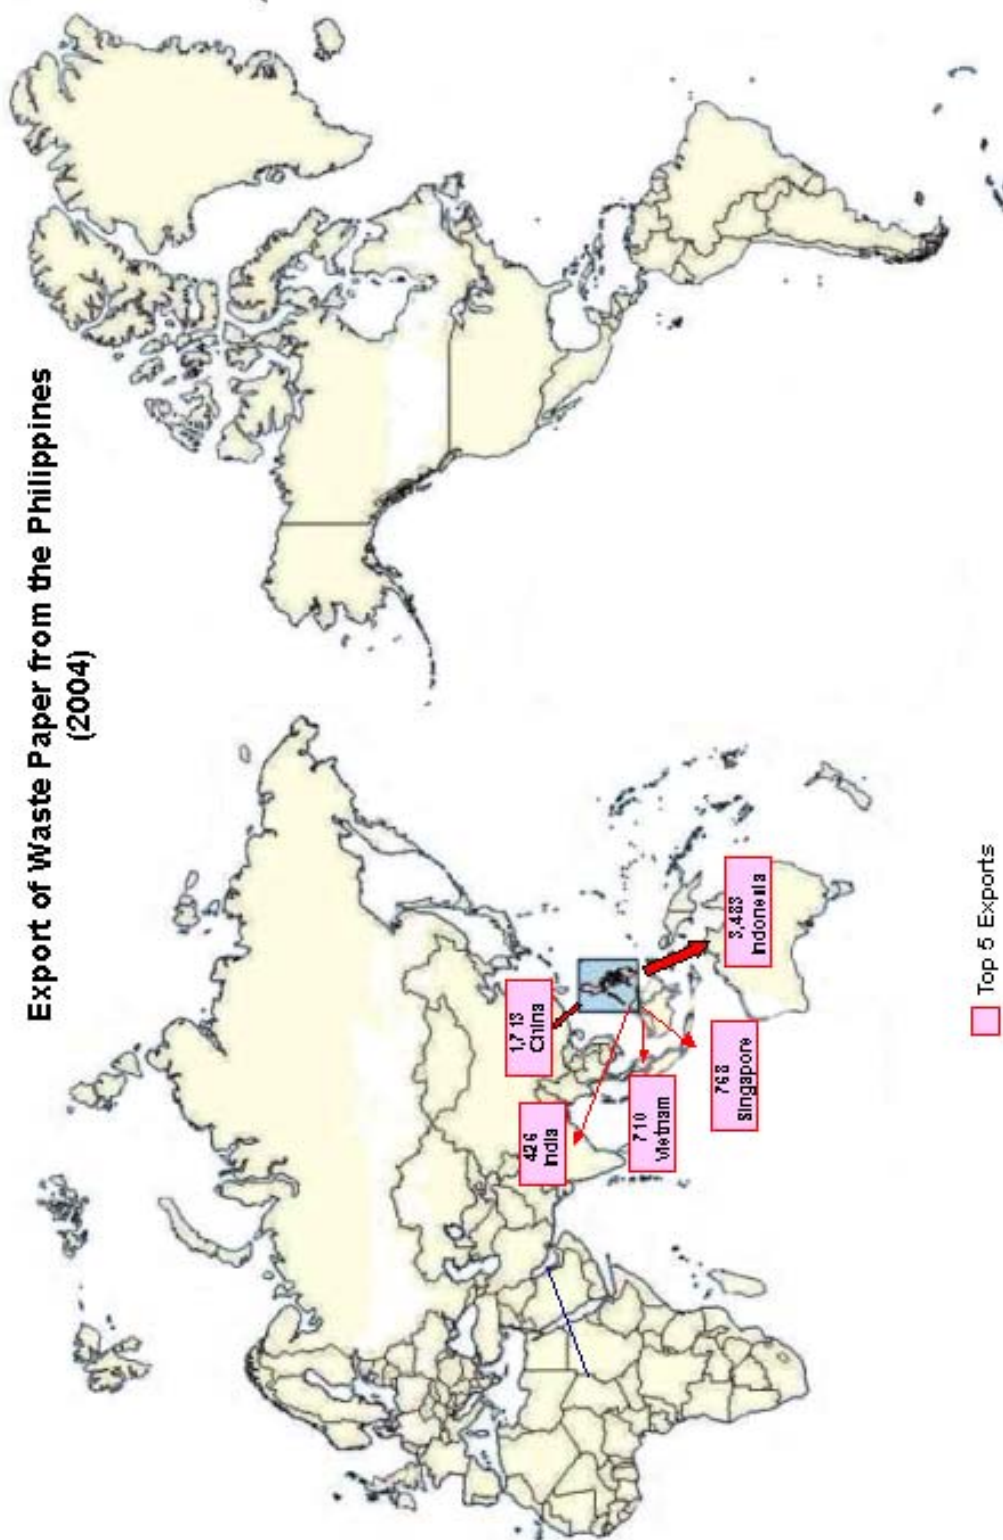 Export of Waste Paper from the Philippines
(2004)
1,713
China
426
India
710
Vietnam
768
Singapore
3,483
Indonesia
Top 5 Exports